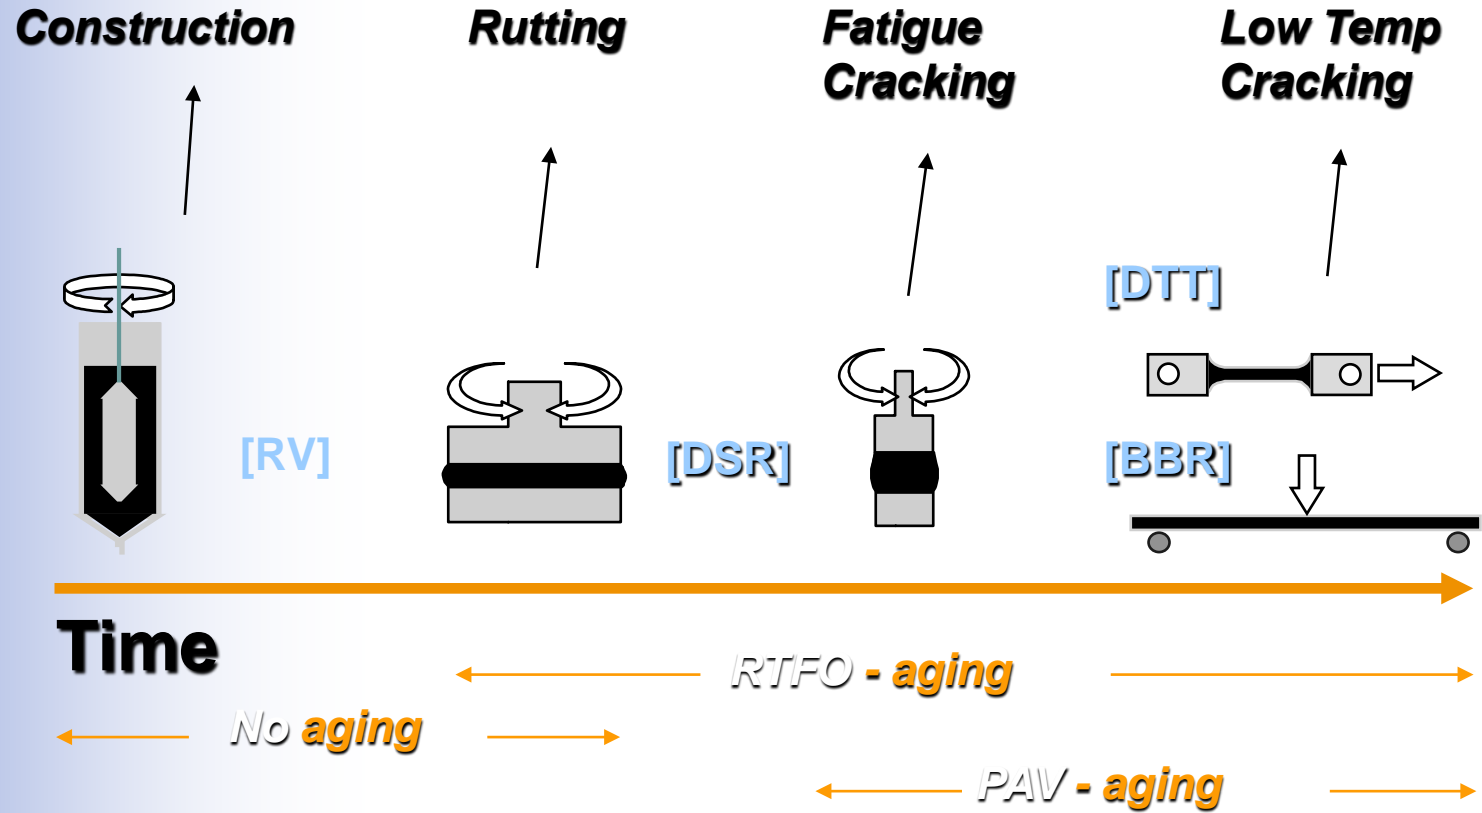 Construction
Rutting
Fatigue
Cracking
Low Temp
Cracking
[DTT]
[RV]
[DSR]
[BBR]
Time
RTFO - aging
No aging
PAV - aging